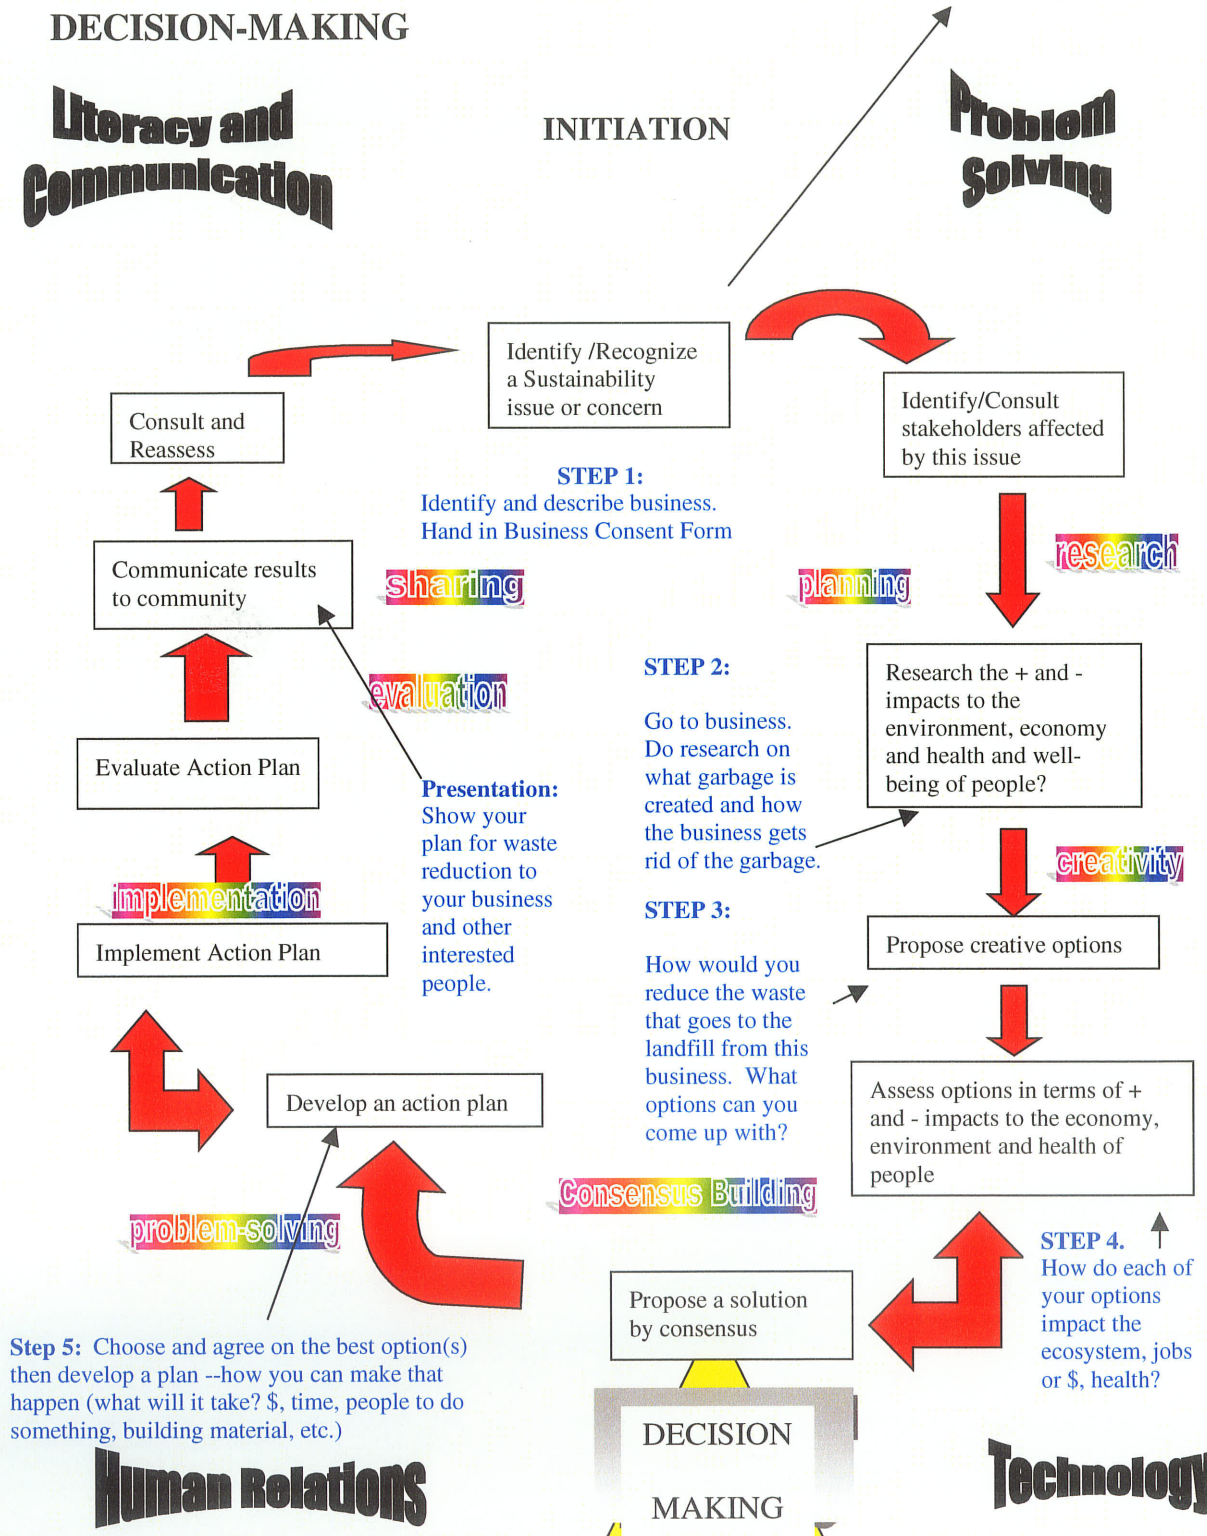 DECISION-MAKING
Literacy and
Communication
INITIATION
Problem
Solving
Identify /Recognize
a Sustainability
issue or concern
Identify/Consult
stakeholders affected
by this issue
Consult and
Reassess
STEP 1:
Identify and describe business.
Hand in Business Consent Form
Communicate results
to community
sharing
planning
research
evaluation
STEP 2:
Go to business.
Do research on
what garbage is
created and how
the business gets
rid of the garbage.
Research the + and -
impacts to the
environment, economy
and health and well-
being of people?
Evaluate Action Plan
Presentation:
Show your
plan for waste
reduction to
your business
and other
interested
people.
creativity
implementation
Implement Action Plan
STEP 3:
How would you
reduce the waste
that goes to the
landfill from this
business. What
options can you
come up with?
Propose creative options
Develop an action plan
Assess options in terms of +
and - impacts to the economy,
environment and health of
people
Consensus Building
problem-solving
STEP 4.
How do each of
your options
impact the
ecosystem, jobs
or $, health?
Propose a solution
by consensus
Step 5: Choose and agree on the best option(s)
then develop a plan --how you can make that
happen (what will it take? $, time, people to do
something, building material, etc.)
DECISION
MAKING
Human Relations
Technology